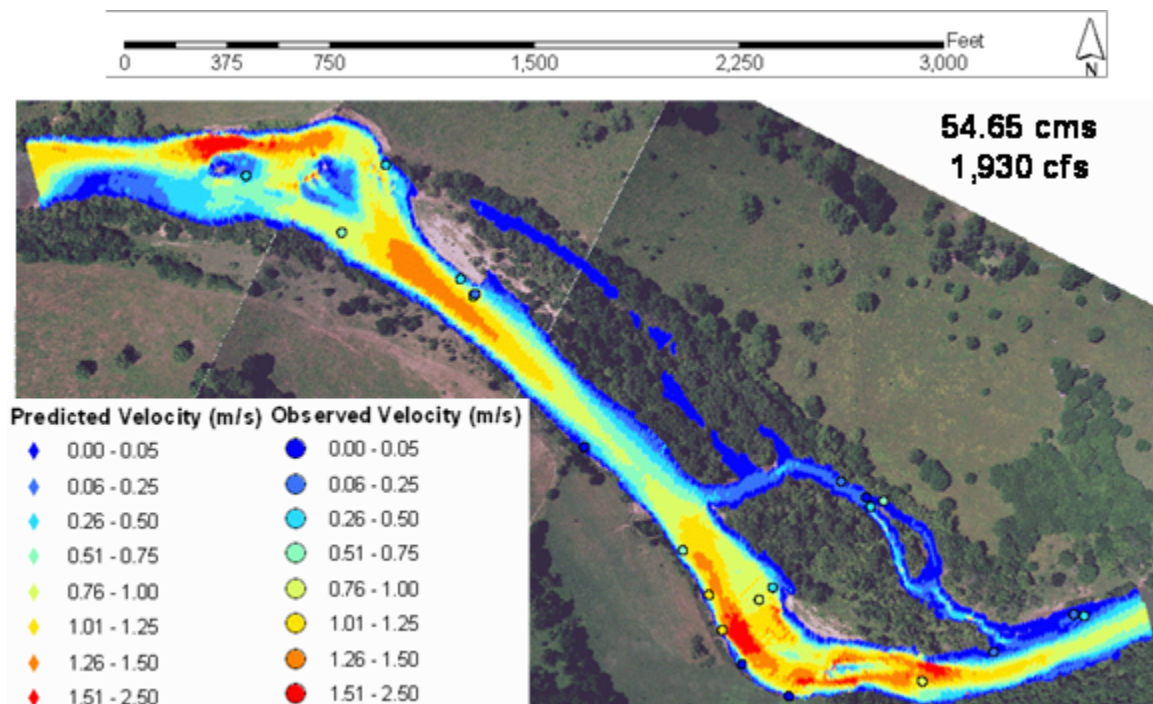 Feet
0 375 750 1,500 2,250 3,000
N
54.65 cms
1,930 cfs
Predicted Velocity (m/s) Observed Velocity (m/s)
0.00 - 0.05 0.00 - 0.05
0.06 - 0.25 0.06 - 0.25
0.26 - 0.50 0.26 - 0.50
0.51 - 0.75 0.51 - 0.75
0.76 - 1.00 0.76 - 1.00
1.01 - 1.25 1.01 - 1.25
1.26 - 1.50 1.26 - 1.50
1.51 - 2.50 1.51 - 2.50